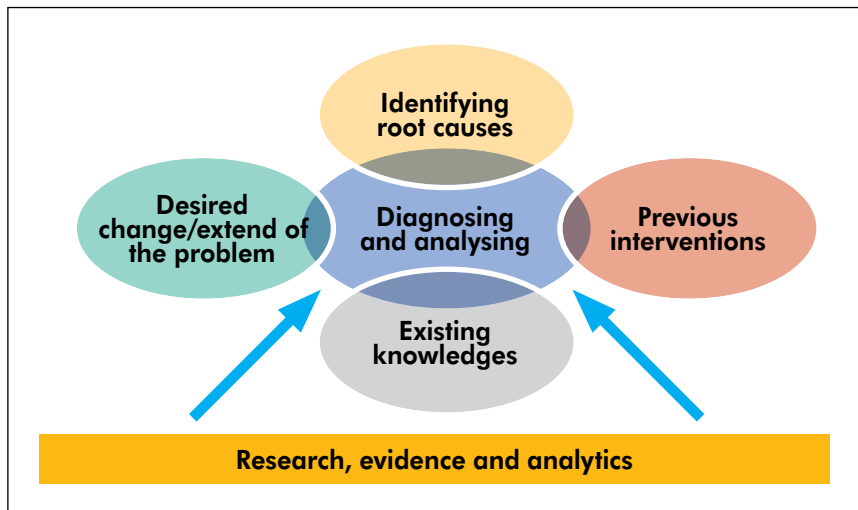 Identifying
root causes
Desired
change/extend of
the problem
Diagnosing
and analysing
Previous
interventions
Existing
knowledges
Research, evidence and analytics